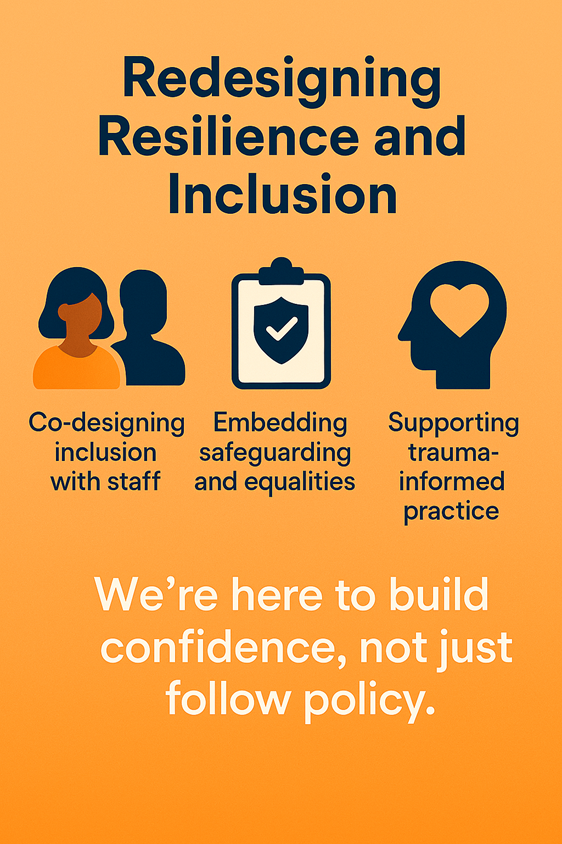 Redesigning
Resilience and
Inclusion
Co-designing
inclusion
with staff
Embedding
safeguarding
and equalities
Supporting
trauma-
informed
practice
We’re here to build
confidence, not just
follow policy.